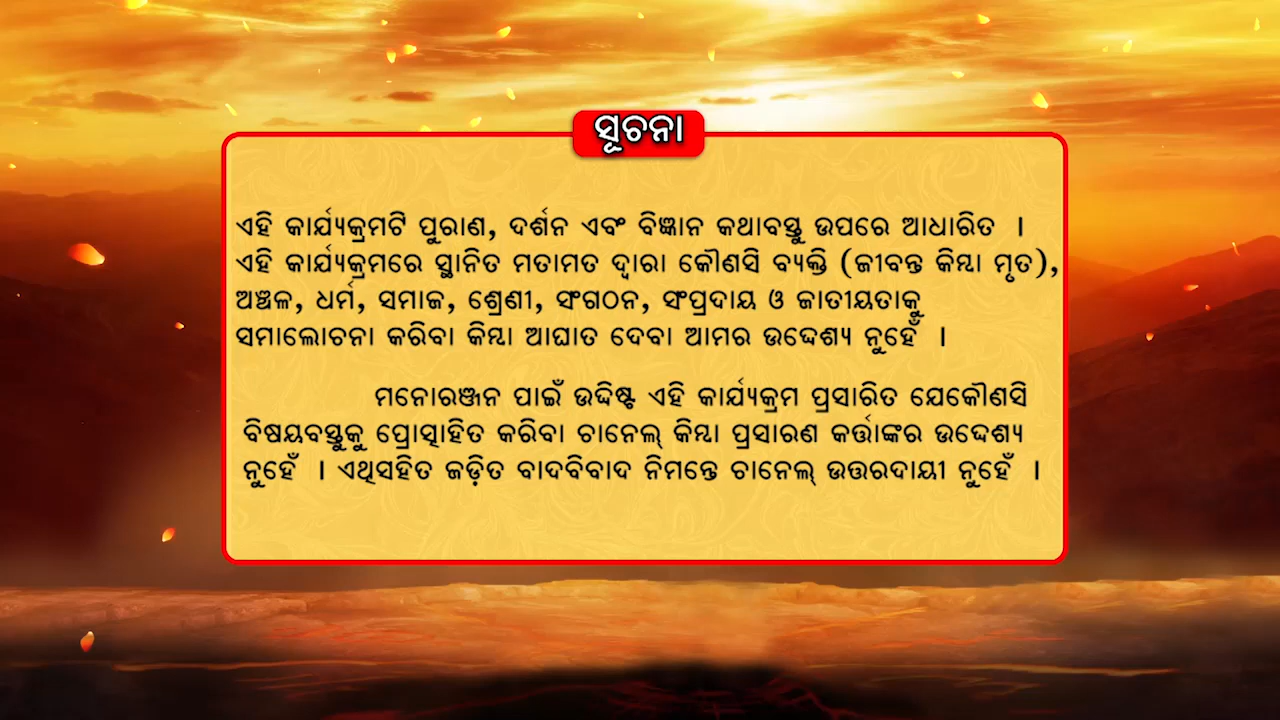 ସୂଚନା
ଏହି କାର୍ଯ୍ୟକ୍ରମଟି ପୁରାଣ, ଦର୍ଶନ ଏବଂ ବିଜ୍ଞାନ କଥାବସ୍ତୁ ଉପରେ ଆଧାରିତ ।
ଏହି କାର୍ଯ୍ୟକ୍ରମରେ ସ୍ଥାନିତ ମତାମତ ଦ୍ୱାରା କୌଣସି ବ୍ୟକ୍ତି (ଜୀବନ୍ତ କିମ୍ବା ମୃତ),
ଅଞ୍ଚଳ, ଧର୍ମ, ସମାଜ, ଶ୍ରେଣୀ, ସଂଗଠନ, ସଂପ୍ରଦାୟ ଓ ଜାତୀୟତାକୁ
ସମାଲୋଚନା କରିବା କିମ୍ବା ଆଘାତ ଦେବା ଆମର ଉଦ୍ଦେଶ୍ୟ ନୁହେଁ ।
ମନୋରଞ୍ଜନ ପାଇଁ ଉଦ୍ଦିଷ୍ଟ ଏହି କାର୍ଯ୍ୟକ୍ରମ ପ୍ରସାରିତ ଯେକୌଣସି
ବିଷୟବସ୍ତୁକୁ ପ୍ରୋତ୍ସାହିତ କରିବା ଚାନେଲ୍ କିମ୍ବା ପ୍ରସାରଣ କର୍ତ୍ତାଙ୍କର ଉଦ୍ଦେଶ୍ୟ
ନୁହେଁ । ଏଥିସହିତ ଜଡ଼ିତ ବାଦବିବାଦ ନିମନ୍ତେ ଚାନେଲ୍ ଉତ୍ତରଦାୟୀ ନୁହେଁ ।